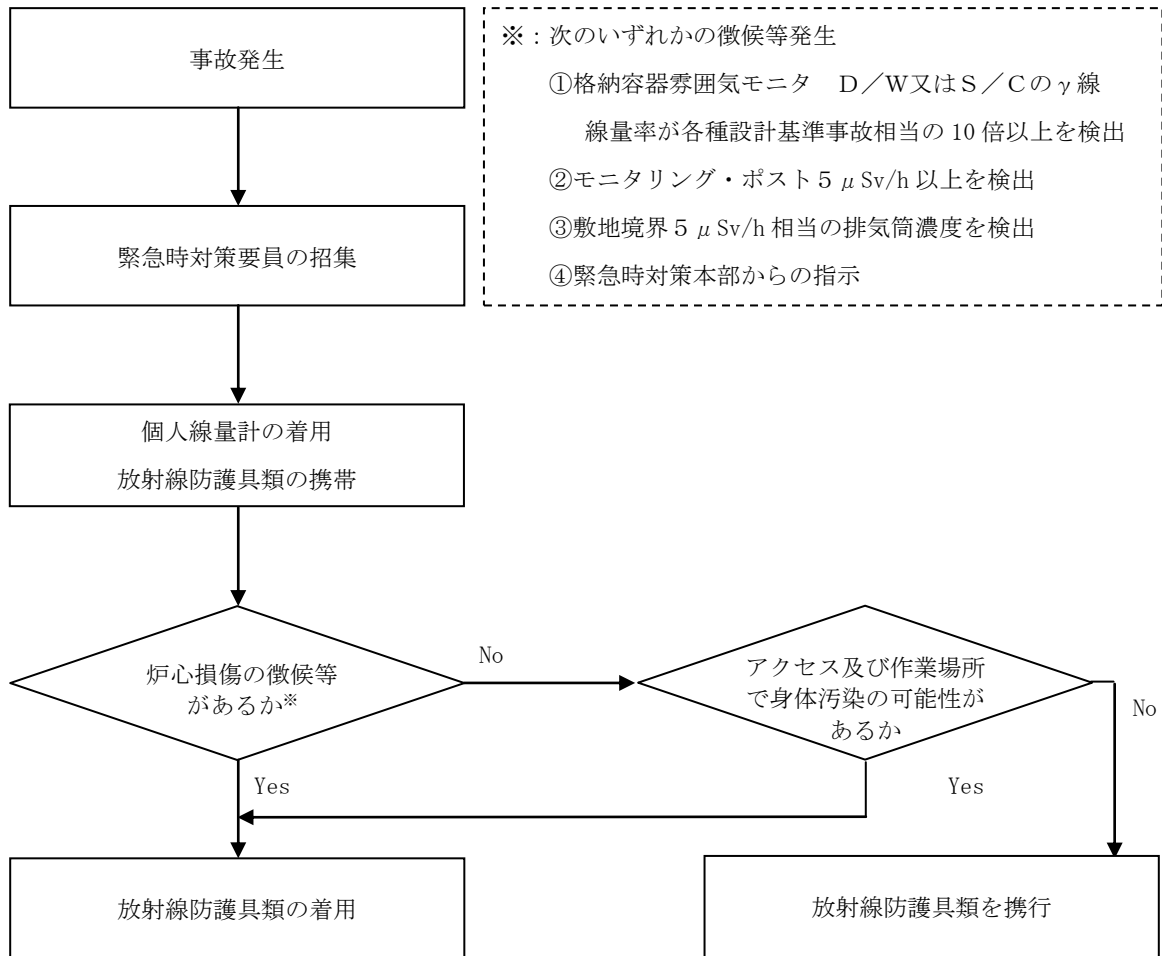 事故発生
※：次のいずれかの徴候等発生
①格納容器雰囲気モニタ　Ｄ／Ｗ又はＳ／Ｃのγ線
線量率が各種設計基準事故相当の 10 倍以上を検出
②モニタリング・ポスト５μSv/h 以上を検出
③敷地境界５μSv/h 相当の排気筒濃度を検出
④緊急時対策本部からの指示
緊急時対策要員の招集
個人線量計の着用
放射線防護具類の携帯
炉心損傷の徴候等
があるか※
No
アクセス及び作業場所
で身体汚染の可能性が
あるか
No
Yes
Yes
放射線防護具類の着用
放射線防護具類を携行